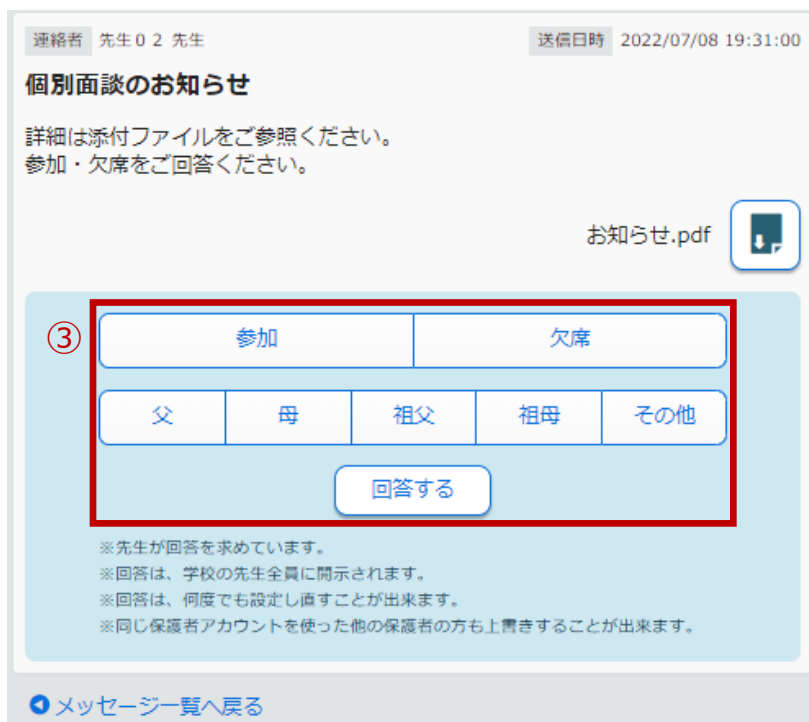 連絡者 先生02 先生 送信日時 2022/07/08 19:31:00
個別面談のお知らせ
詳細は添付ファイルをご参照ください。
参加・欠席をご回答ください。
お知らせ.pdf
③ 参加 欠席
父 母 祖父 祖母 その他
回答する
※先生が回答を求めています。
※回答は、学校の先生全員に開示されます。
※回答は、何度でも設定し直すことが出来ます。
※同じ保護者アカウントを使った他の保護者の方も上書きすることが出来ます。
メッセージ一覧へ戻る